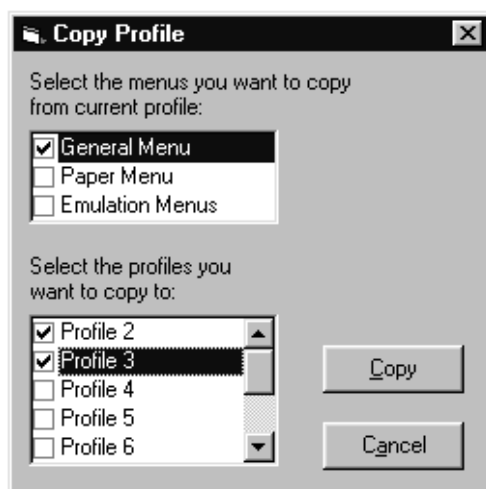 Copy Profile
Select the menus you want to copy
from current profile:
General Menu
Paper Menu
Emulation Menus
Select the profiles you
want to copy to:
Profile 2
Profile 3
Profile 4
Profile 5
Profile 6
Copy
Cancel